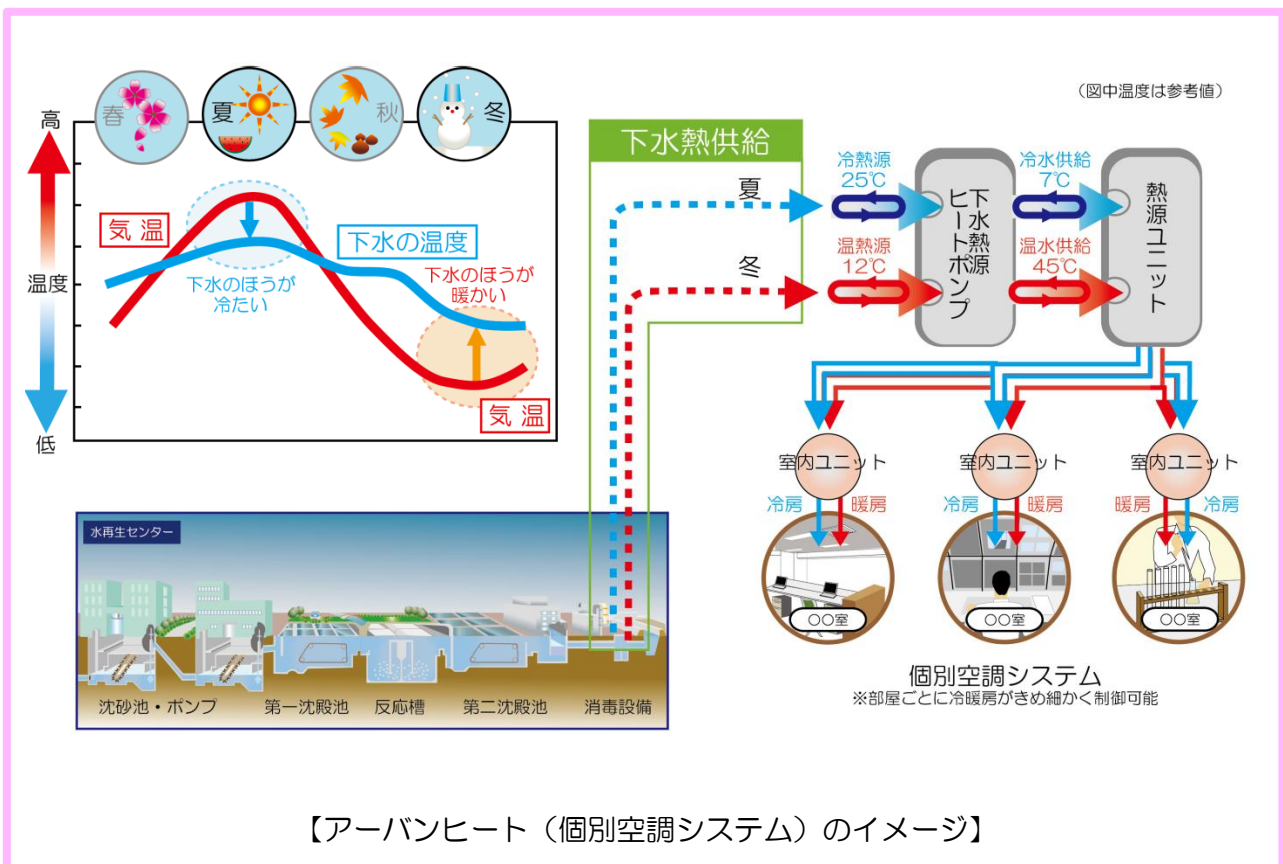 春
夏
秋
冬
高
温度
低
気 温
下水の温度
下水のほうが
冷たい
下水のほうが
暖かい
気 温
(図中温度は参考値)
下水熱供給
夏
冬
冷熱源
25℃
温熱源
12℃
下水熱源
ヒートポンプ
冷水供給
7℃
温水供給
45℃
熱源ユニット
室内ユニット
室内ユニット
室内ユニット
冷房
暖房
冷房
暖房
暖房
冷房
○○室
○○室
○○室
個別空調システム
※部屋ごとに冷暖房がきめ細かく制御可能
水再生センター
沈砂池・ポンプ
第一沈殿池
反応槽
第二沈殿池
消毒設備
【アーバンヒート（個別空調システム）のイメージ】